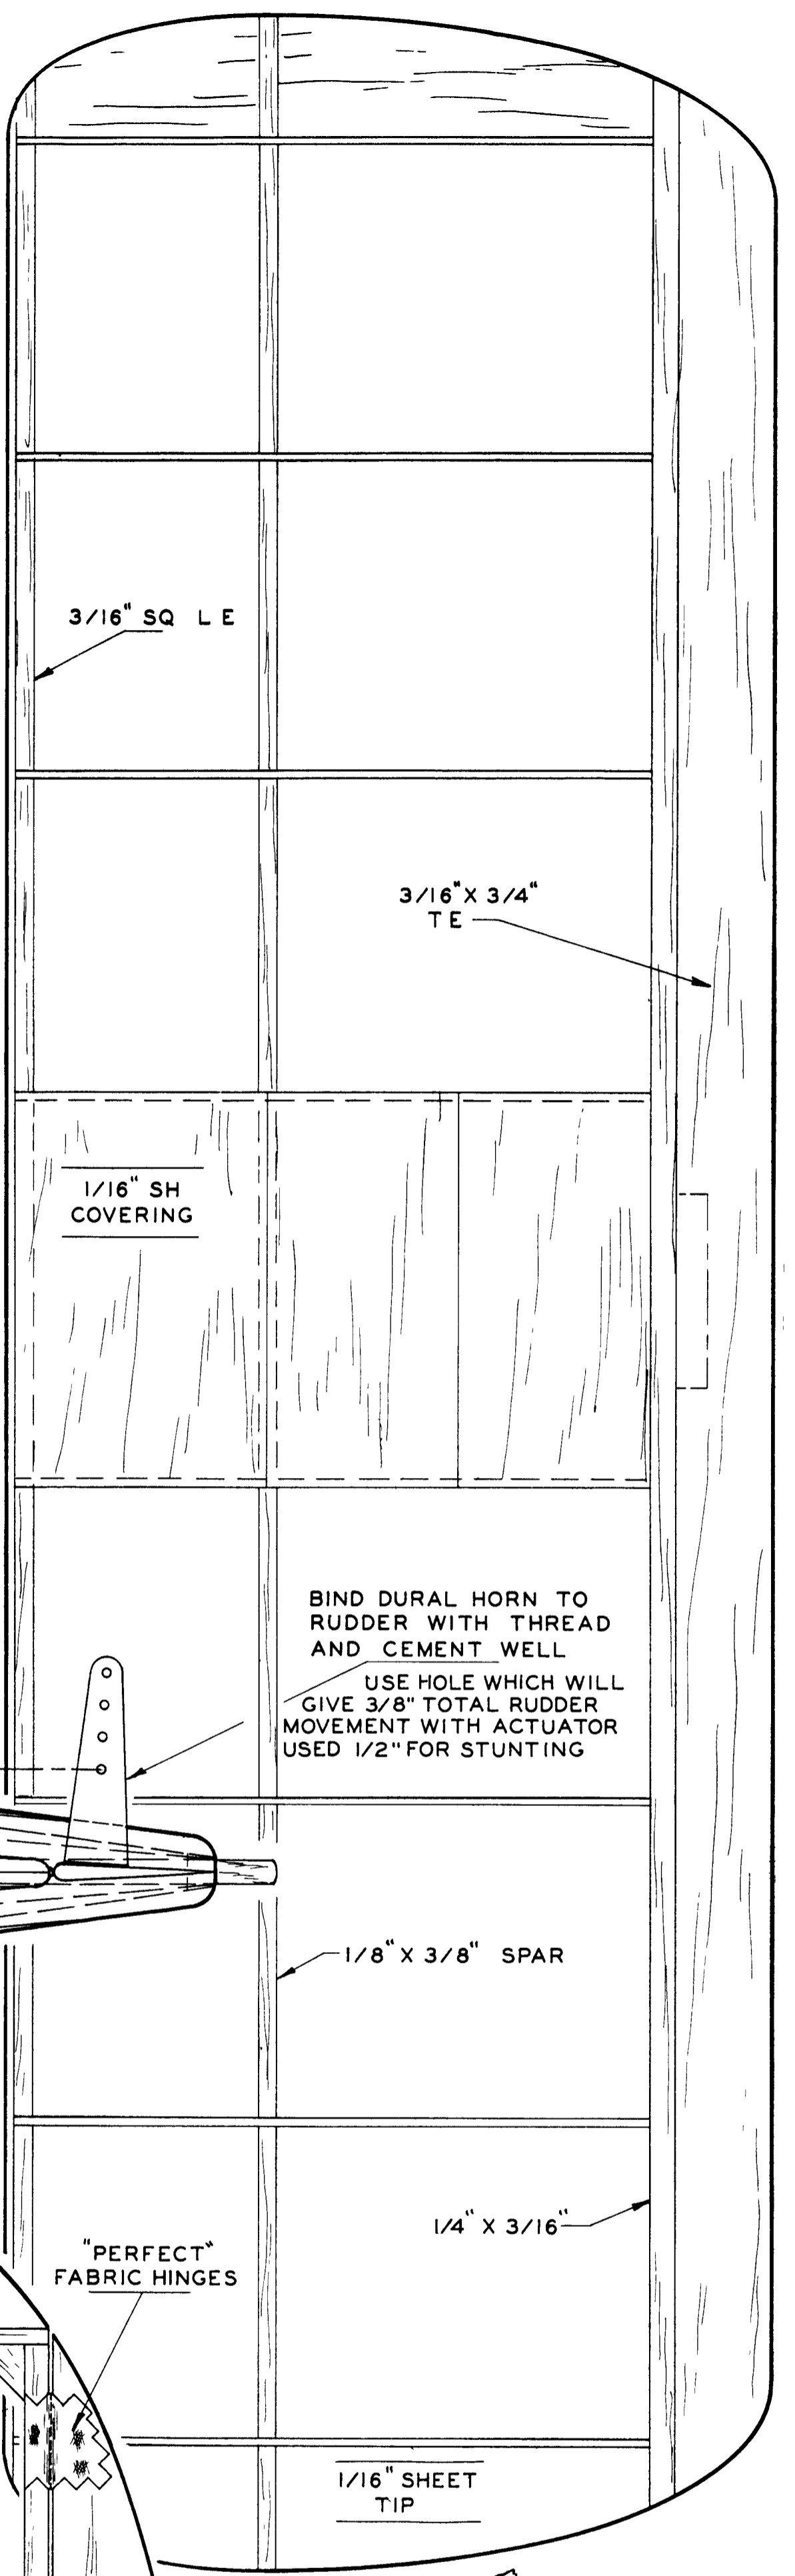 3/16" SQ L E
3/16" X 3/4"
T E
1/16" SH
COVERING
BIND DURAL HORN TO
RUDDER WITH THREAD
AND CEMENT WELL
USE HOLE WHICH WILL
GIVE 3/8" TOTAL RUDDER
MOVEMENT WITH ACTUATOR
USED 1/2" FOR STUNTING
1/8" X 3/8" SPAR
1/4" X 3/16"
"PERFECT"
FABRIC HINGES
1/16" SHEET
TIP